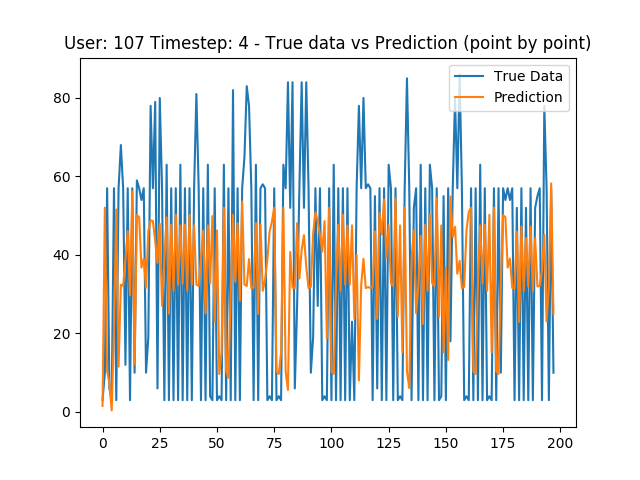 User: 107 Timestep: 4 - True data vs Prediction (point by point)
True Data
Prediction
80
60
40
20
0
0 25 50 75 100 125 150 175 200